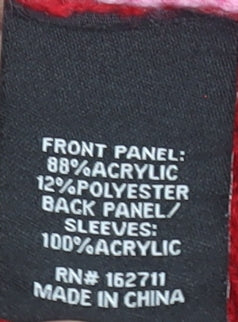 FRONT PANEL:
88%ACRYLIC
12%POLYESTER
BACK PANEL/
SLEEVES:
100%ACRYLIC
RN# 162711
MADE IN CHINA